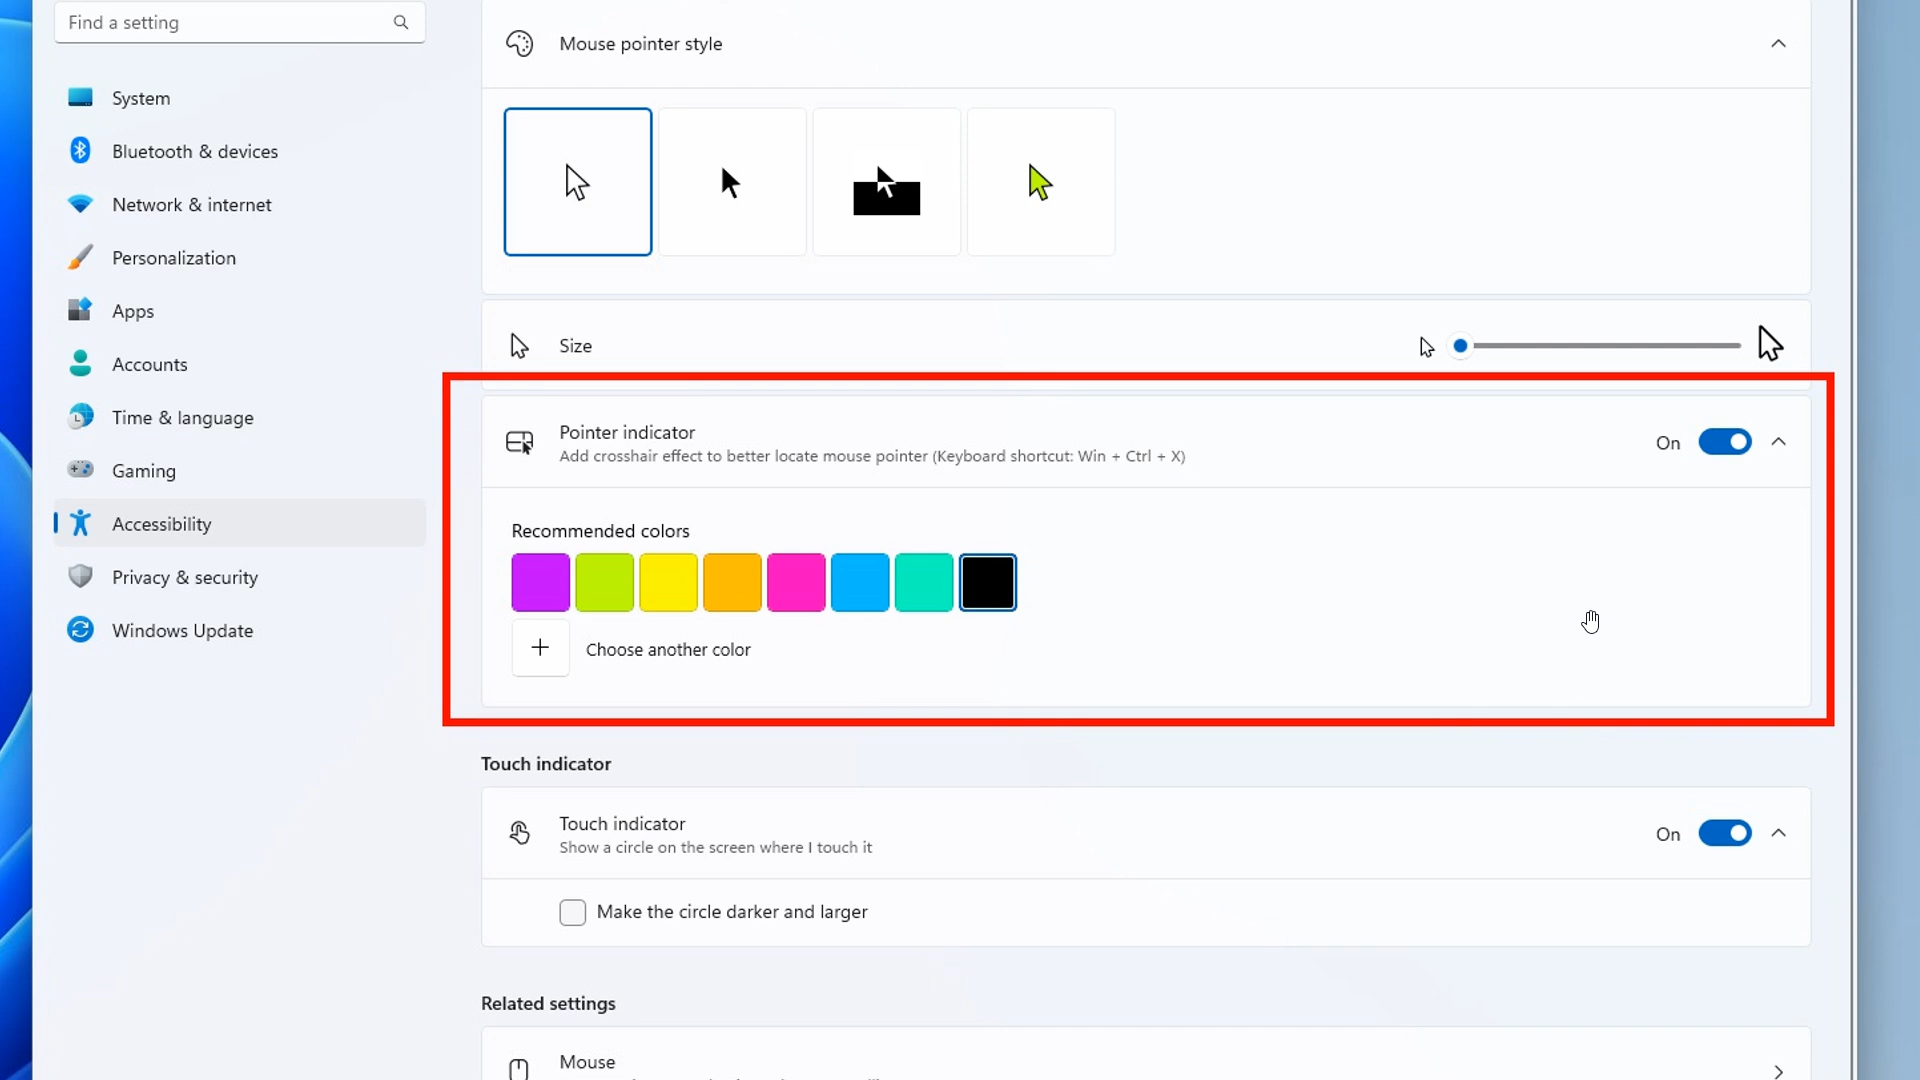 Find a setting
System
Bluetooth & devices
Network & internet
Personalization
Apps
Accounts
Time & language
Gaming
Accessibility
Privacy & security
Windows Update
Mouse pointer style
Size
Pointer indicator
Add crosshair effect to better locate mouse pointer (Keyboard shortcut: Win + Ctrl + X)
On
Recommended colors
Choose another color
Touch indicator
Touch indicator
Show a circle on the screen where I touch it
On
Make the circle darker and larger
Related settings
Mouse